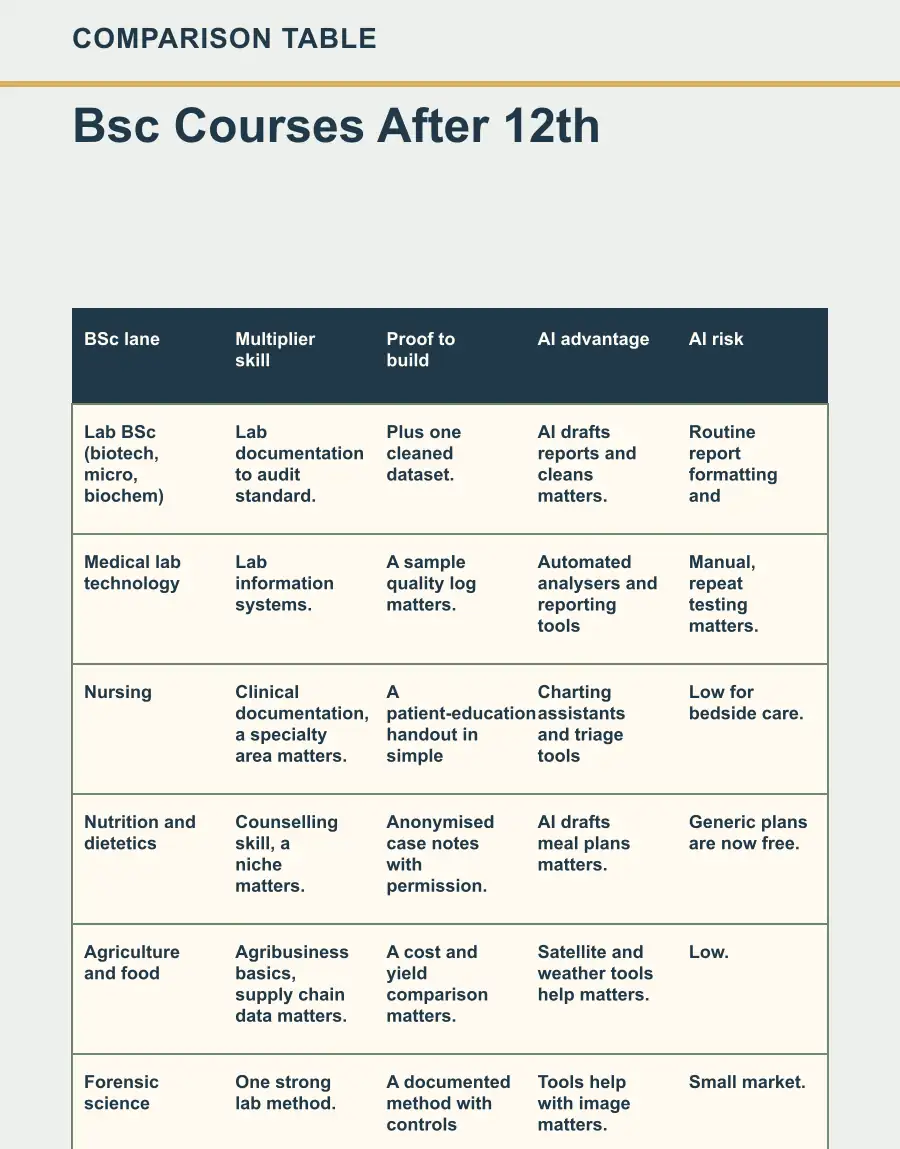 COMPARISON TABLE
Bsc Courses After 12th
BSc lane
Multiplier
skill
Proof to
build
AI advantage
AI risk
Lab BSc
(biotech,
micro,
biochem)
Lab
documentation
to audit
standard.
Plus one
cleaned
dataset.
AI drafts
reports and
cleans
matters.
Routine
report
formatting
and
Medical lab
technology
Lab
information
systems.
A sample
quality log
matters.
Automated
analysers and
reporting
tools
Manual,
repeat
testing
matters.
Nursing
Clinical
documentation,
a specialty
area matters.
A
patient-education
handout in
simple
Charting
assistants
and triage
tools
Low for
bedside care.
Nutrition and
dietetics
Counselling
skill, a
niche
matters.
Anonymised
case notes
with
permission.
AI drafts
meal plans
matters.
Generic plans
are now free.
Agriculture
and food
Agribusiness
basics,
supply chain
data matters.
A cost and
yield
comparison
matters.
Satellite and
weather tools
help matters.
Low.
Forensic
science
One strong
lab method.
A documented
method with
controls
Tools help
with image
matters.
Small market.